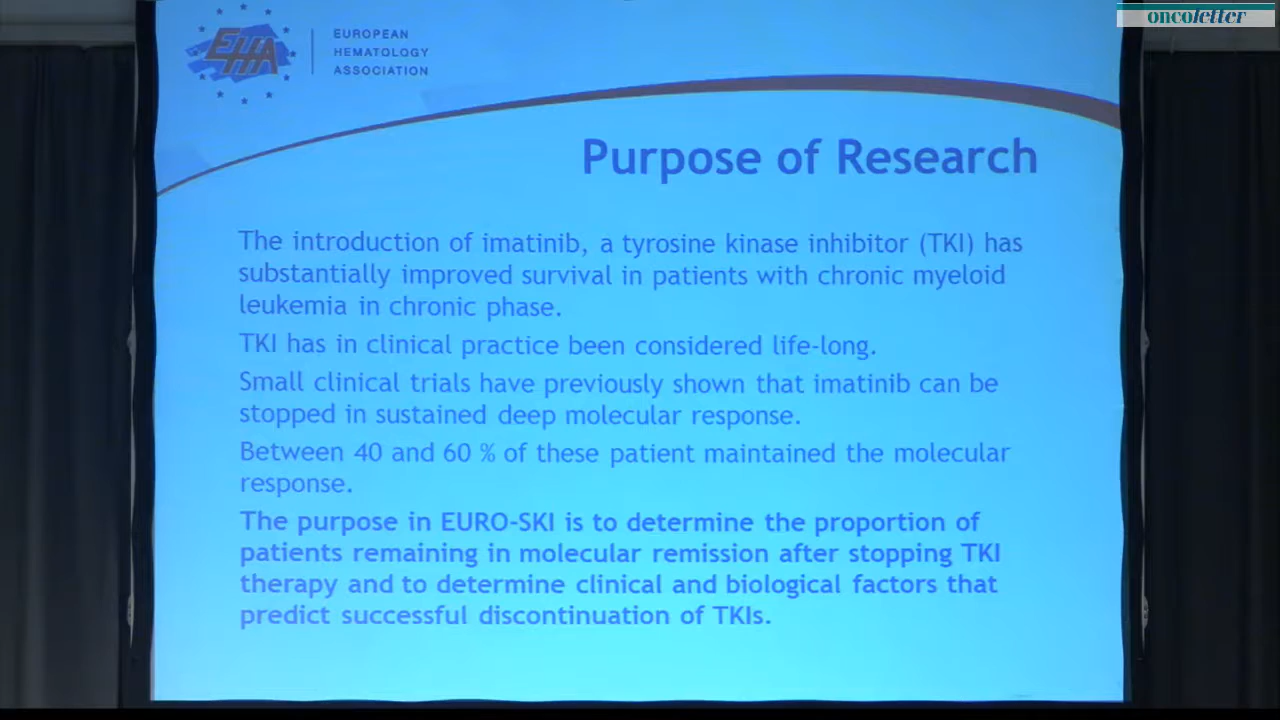 oncoletter
EHA
EUROPEAN
HEMATOLOGY
ASSOCIATION
Purpose of Research
The introduction of imatinib, a tyrosine kinase inhibitor (TKI) has
substantially improved survival in patients with chronic myeloid
leukemia in chronic phase.
TKI has in clinical practice been considered life-long.
Small clinical trials have previously shown that imatinib can be
stopped in sustained deep molecular response.
Between 40 and 60 % of these patient maintained the molecular
response.
The purpose in EURO-SKI is to determine the proportion of
patients remaining in molecular remission after stopping TKI
therapy and to determine clinical and biological factors that
predict successful discontinuation of TKIs.